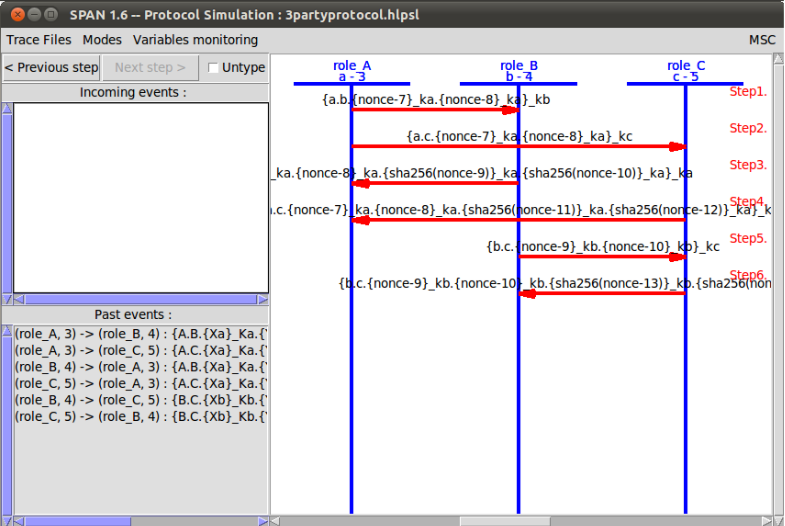 SPAN 1.6 -- Protocol Simulation : 3partyprotocol.hlpsl
Trace Files Modes Variables monitoring MSC
< Previous step Next step > Untype
Incoming events :
role_A role_B role_C
a - 3 b - 4 c - 5
Step1.
{a.b.{nonce-7}_ka.{nonce-8}_ka}_kb
Step2.
{a.c.{nonce-7}_ka.{nonce-8}_ka}_kc
Step3.
_ka.{nonce-8}_ka.{sha256(nonce-9)}_ka.{sha256(nonce-10)}_ka}_ka
Step4.
.c.{nonce-7}_ka.{nonce-8}_ka.{sha256(nonce-11)}_ka.{sha256(nonce-12)}_ka}_k
Step5.
{b.c.{nonce-9}_kb.{nonce-10}_kb}_kc
Step6.
{b.c.{nonce-9}_kb.{nonce-10}_kb.{sha256(nonce-13)}_kb.{sha256(non
Past events :
(role_A, 3) -> (role_B, 4) : {A.B.{Xa}_Ka.{
(role_A, 3) -> (role_C, 5) : {A.C.{Xa}_Ka.{
(role_B, 4) -> (role_A, 3) : {A.B.{Xa}_Ka.{
(role_C, 5) -> (role_A, 3) : {A.C.{Xa}_Ka.{
(role_B, 4) -> (role_C, 5) : {B.C.{Xb}_Kb.{
(role_C, 5) -> (role_B, 4) : {B.C.{Xb}_Kb.{